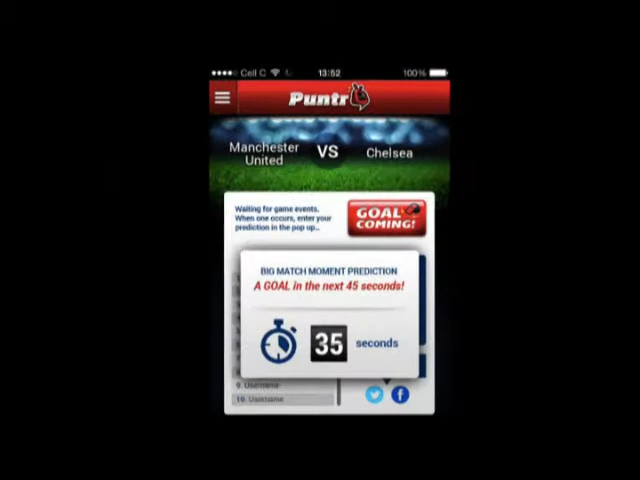 Cell C
13:52
100%
Puntr
Manchester
United
VS
Chelsea
Waiting for game events.
When one occurs, enter your
prediction in the pop up...
GOAL
COMING!
BIG MATCH MOMENT PREDICTION
A GOAL in the next 45 seconds!
35
seconds
9. Username
10. Username